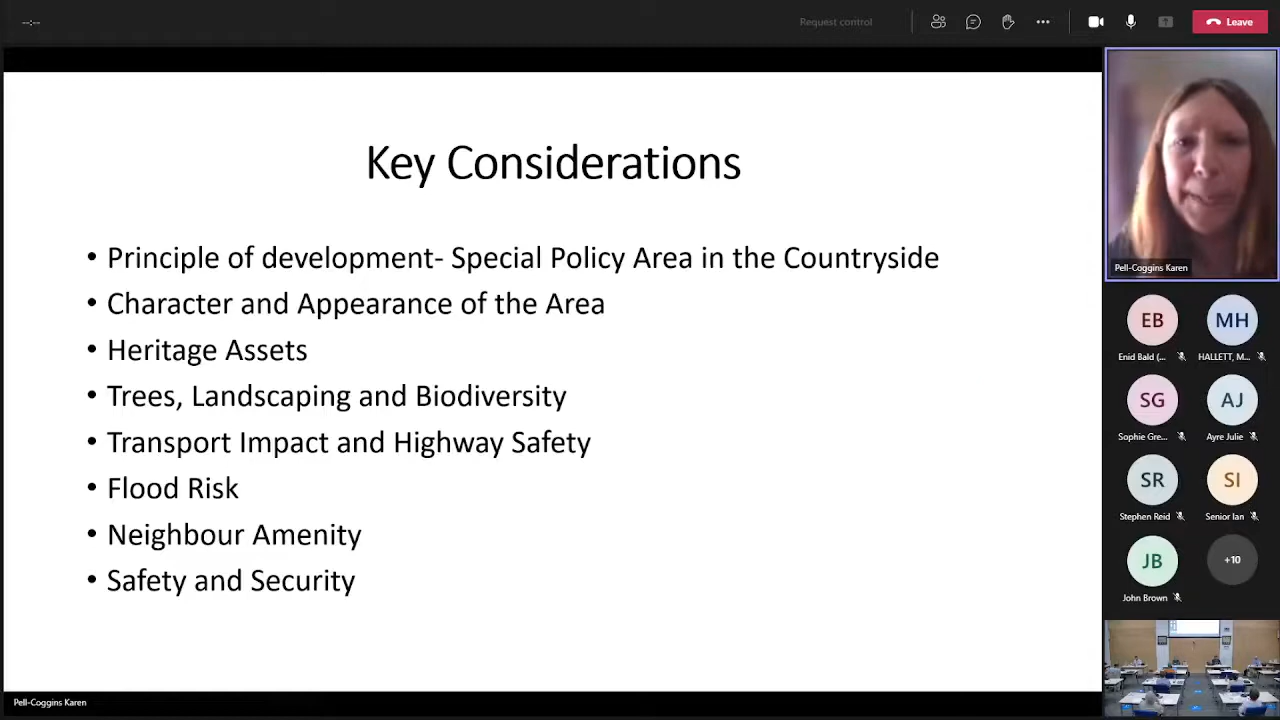 --:--
Request control
Leave
Key Considerations
• Principle of development- Special Policy Area in the Countryside
• Character and Appearance of the Area
• Heritage Assets
• Trees, Landscaping and Biodiversity
• Transport Impact and Highway Safety
• Flood Risk
• Neighbour Amenity
• Safety and Security
Pell-Coggins Karen
Pell-Coggins Karen
EB
MH
Enid Bald (...
HALLETT, M...
SG
AJ
Sophie Gre...
Ayre Julie
SR
SI
Stephen Reid
Senior Ian
JB
+10
John Brown